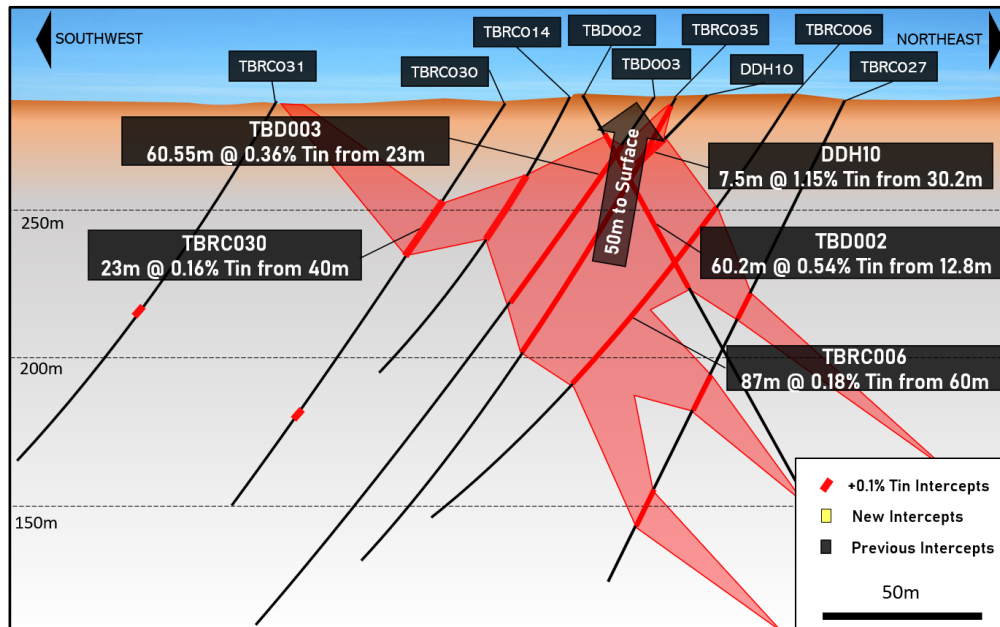 SOUTHWEST
NORTHEAST
TBRC031
TBRC030
TBRC014
TBD002
TBD003
TBRC035
DDH10
TBRC006
TBRC027
TBD003
60.55m @ 0.36% Tin from 23m
DDH10
7.5m @ 1.15% Tin from 30.2m
50m to Surface
250m
TBRC030
23m @ 0.16% Tin from 40m
TBD002
60.2m @ 0.54% Tin from 12.8m
200m
TBRC006
87m @ 0.18% Tin from 60m
150m
+0.1% Tin Intercepts
New Intercepts
Previous Intercepts
50m